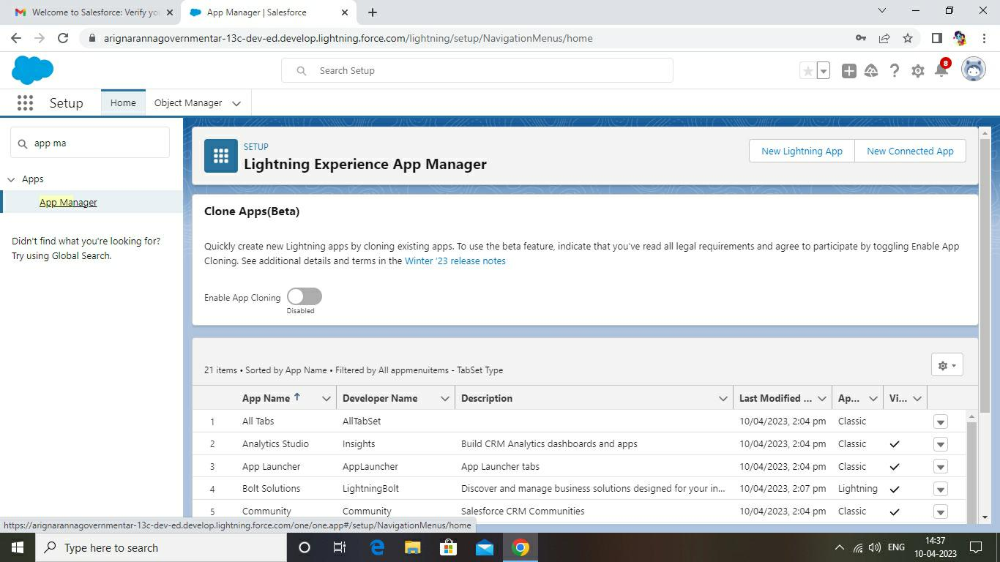 Welcome to Salesforce: Verify yo
App Manager | Salesforce
arignarannagovernmentar-13c-dev-ed.develop.lightning.force.com/lightning/setup/NavigationMenus/home
Search Setup
8
Setup
Home
Object Manager
app ma
Apps
App Manager
Didn't find what you're looking for?
Try using Global Search.
SETUP
Lightning Experience App Manager
New Lightning App
New Connected App
Clone Apps(Beta)
Quickly create new Lightning apps by cloning existing apps. To use the beta feature, indicate that you've read all legal requirements and agree to participate by toggling Enable App
Cloning. See additional details and terms in the Winter '23 release notes
Enable App Cloning
Disabled
21 items • Sorted by App Name • Filtered by All appmenuitems - TabSet Type
App Name Developer Name Description Last Modified ... Ap... Vi...
1 All Tabs AllTabSet 10/04/2023, 2:04 pm Classic
2 Analytics Studio Insights Build CRM Analytics dashboards and apps 10/04/2023, 2:04 pm Classic
3 App Launcher AppLauncher App Launcher tabs 10/04/2023, 2:04 pm Classic
4 Bolt Solutions LightningBolt Discover and manage business solutions designed for your in... 10/04/2023, 2:07 pm Lightning
5 Community Community Salesforce CRM Communities 10/04/2023, 2:04 pm Classic
https://arignarannagovernmentar-13c-dev-ed.develop.lightning.force.com/one/one.app#/setup/NavigationMenus/home
Type here to search
ENG
14:37
10-04-2023